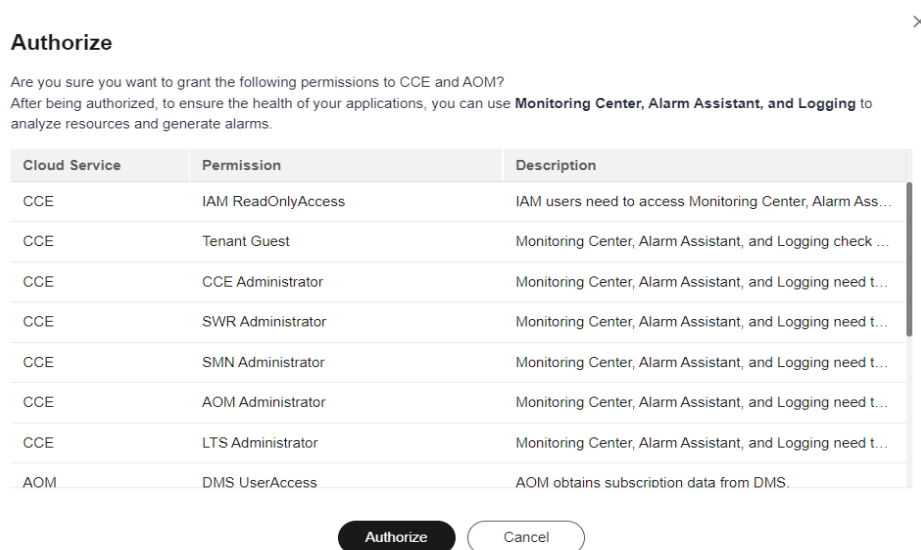 Authorize
Are you sure you want to grant the following permissions to CCE and AOM?
After being authorized, to ensure the health of your applications, you can use Monitoring Center, Alarm Assistant, and Logging to
analyze resources and generate alarms.
Cloud Service Permission Description
CCE IAM ReadOnlyAccess IAM users need to access Monitoring Center, Alarm Ass...
CCE Tenant Guest Monitoring Center, Alarm Assistant, and Logging check ...
CCE CCE Administrator Monitoring Center, Alarm Assistant, and Logging need t...
CCE SWR Administrator Monitoring Center, Alarm Assistant, and Logging need t...
CCE SMN Administrator Monitoring Center, Alarm Assistant, and Logging need t...
CCE AOM Administrator Monitoring Center, Alarm Assistant, and Logging need t...
CCE LTS Administrator Monitoring Center, Alarm Assistant, and Logging need t...
AOM DMS UserAccess AOM obtains subscription data from DMS.
Authorize Cancel